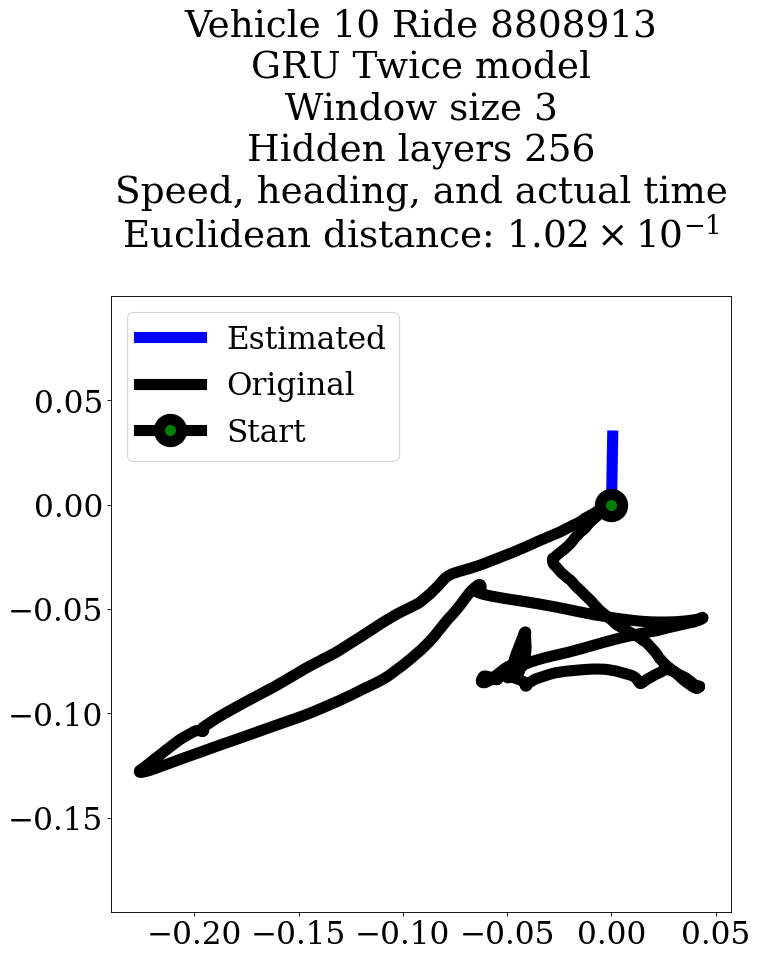 Vehicle 10 Ride 8808913
GRU Twice model
Window size 3
Hidden layers 256
Speed, heading, and actual time
Euclidean distance: 1.02 × 10⁻¹
Estimated
Original
Start
0.05
0.00
−0.05
−0.10
−0.15
−0.20 −0.15 −0.10 −0.05 0.00 0.05